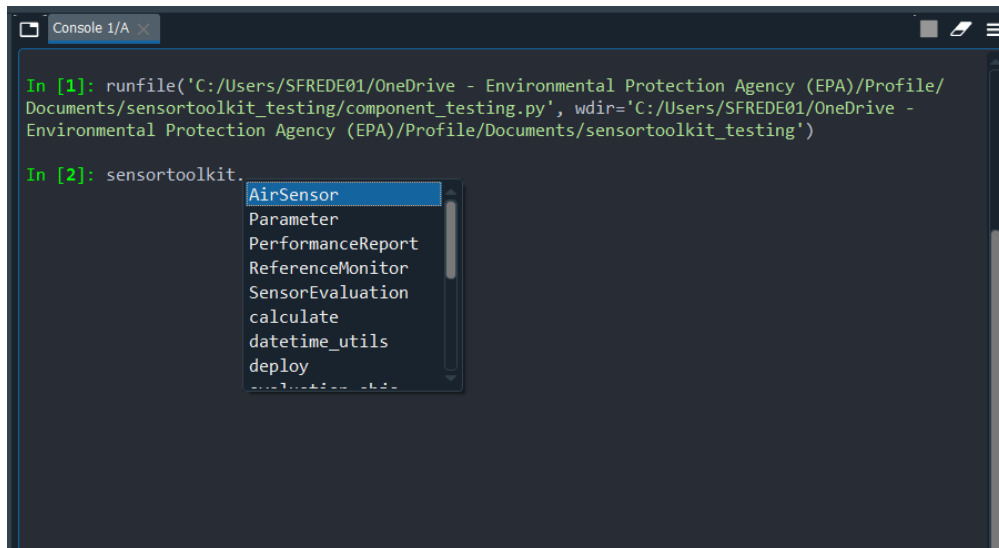 Console 1/A
In [1]: runfile('C:/Users/SFREDE01/OneDrive - Environmental Protection Agency (EPA)/Profile/
Documents/sensortoolkit_testing/component_testing.py', wdir='C:/Users/SFREDE01/OneDrive -
Environmental Protection Agency (EPA)/Profile/Documents/sensortoolkit_testing')
In [2]: sensortoolkit.
AirSensor
Parameter
PerformanceReport
ReferenceMonitor
SensorEvaluation
calculate
datetime_utils
deploy